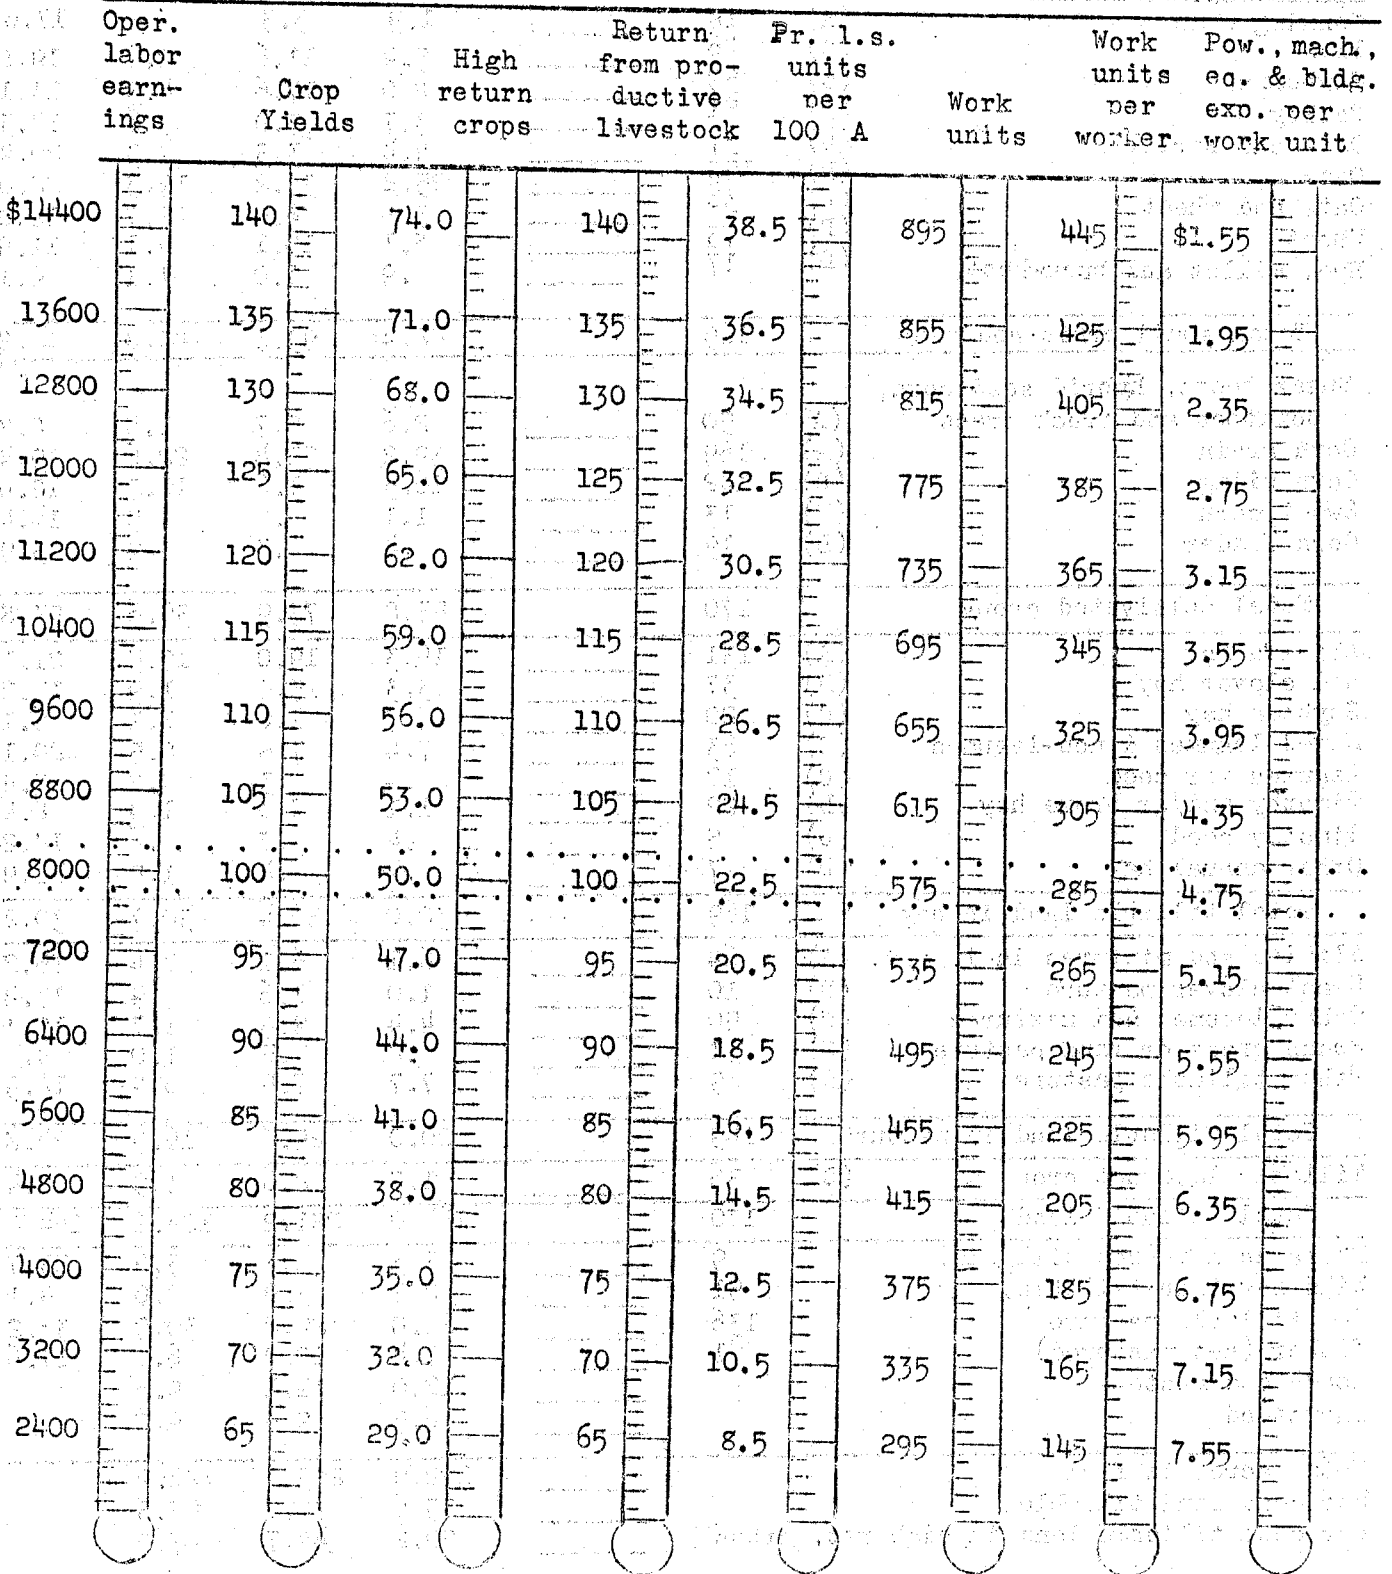 Oper. labor earn- ings
Crop Yields
High return crops
Return from pro- ductive livestock
Pr. l.s. units per 100 A
Work units
Work units per worker
Pow., mach., eq. & bldg. exp. per work unit
$14400 140 74.0 140 38.5 895 445 $1.55
13600 135 71.0 135 36.5 855 425 1.95
12800 130 68.0 130 34.5 815 405 2.35
12000 125 65.0 125 32.5 775 385 2.75
11200 120 62.0 120 30.5 735 365 3.15
10400 115 59.0 115 28.5 695 345 3.55
9600 110 56.0 110 26.5 655 325 3.95
8800 105 53.0 105 24.5 615 305 4.35
8000 100 50.0 100 22.5 575 285 4.75
7200 95 47.0 95 20.5 535 265 5.15
6400 90 44.0 90 18.5 495 245 5.55
5600 85 41.0 85 16.5 455 225 5.95
4800 80 38.0 80 14.5 415 205 6.35
4000 75 35.0 75 12.5 375 185 6.75
3200 70 32.0 70 10.5 335 165 7.15
2400 65 29.0 65 8.5 295 145 7.55